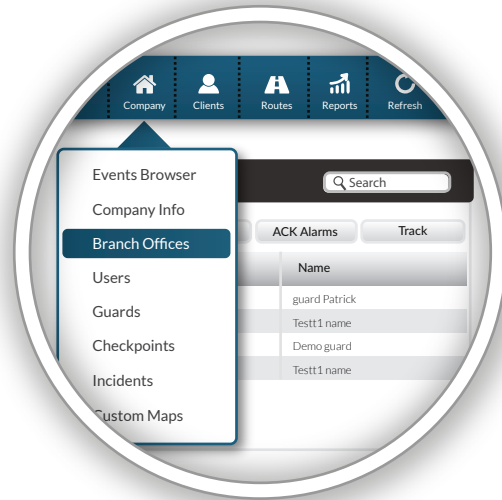 Company Clients Routes Reports Refresh
Events Browser
Search
Company Info
ACK Alarms Track
Branch Offices
Name
Users
guard Patrick
Guards
Testt1 name
Checkpoints
Demo guard
Testt1 name
Incidents
Custom Maps